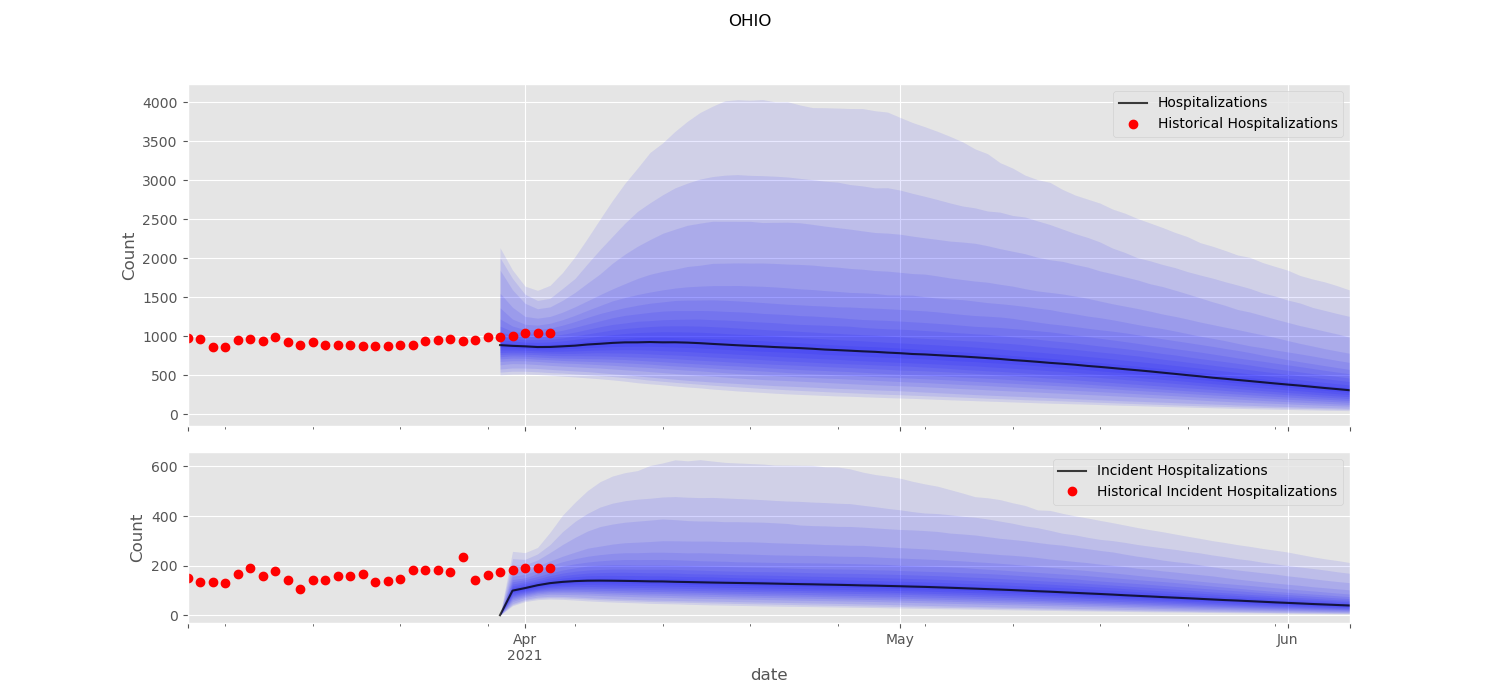 OHIO
Hospitalizations
Historical Hospitalizations
Count
4000
3500
3000
2500
2000
1500
1000
500
0
Incident Hospitalizations
Historical Incident Hospitalizations
Count
600
400
200
0
Apr
2021
May
Jun
date